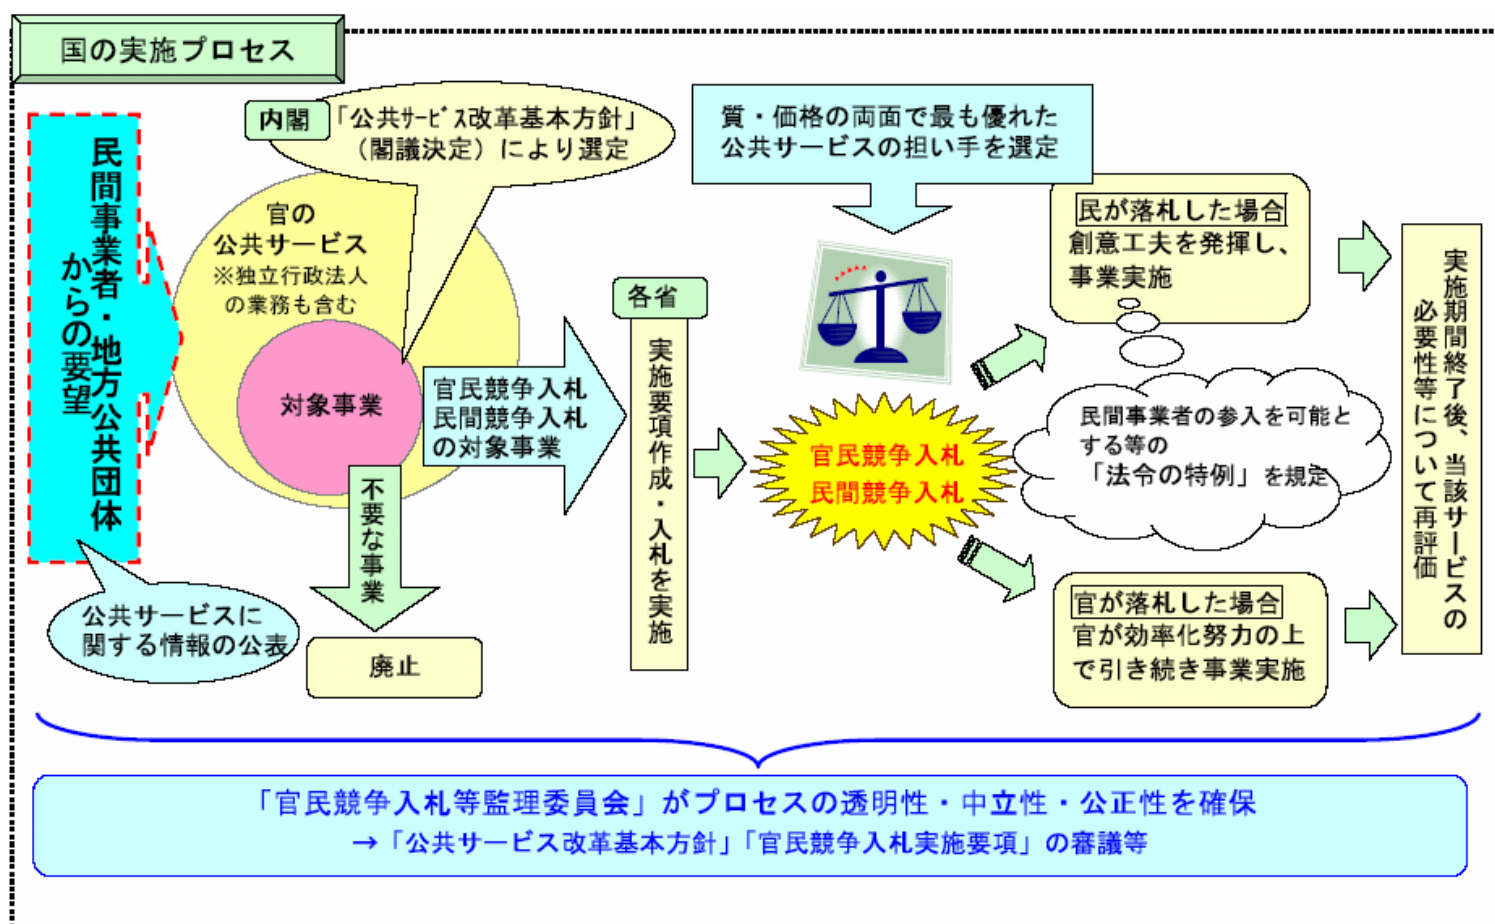 国の実施プロセス
民間事業者・地方公共団体
からの要望
公共サービスに
関する情報の公表
内閣
「公共ｻｰﾋﾞｽ改革基本方針」
（閣議決定）により選定
官の
公共サービス
※独立行政法人
の業務も含む
対象事業
不要な事業
廃止
官民競争入札
民間競争入札
の対象事業
各省
実施要項作成・入札を実施
質・価格の両面で最も優れた
公共サービスの担い手を選定
官民競争入札
民間競争入札
民が落札した場合
創意工夫を発揮し、
事業実施
民間事業者の参入を可能と
する等の
「法令の特例」を規定
官が落札した場合
官が効率化努力の上
で引き続き事業実施
実施期間終了後、当該サービスの
必要性等について再評価
「官民競争入札等監理委員会」がプロセスの透明性・中立性・公正性を確保
→「公共サービス改革基本方針」「官民競争入札実施要項」の審議等